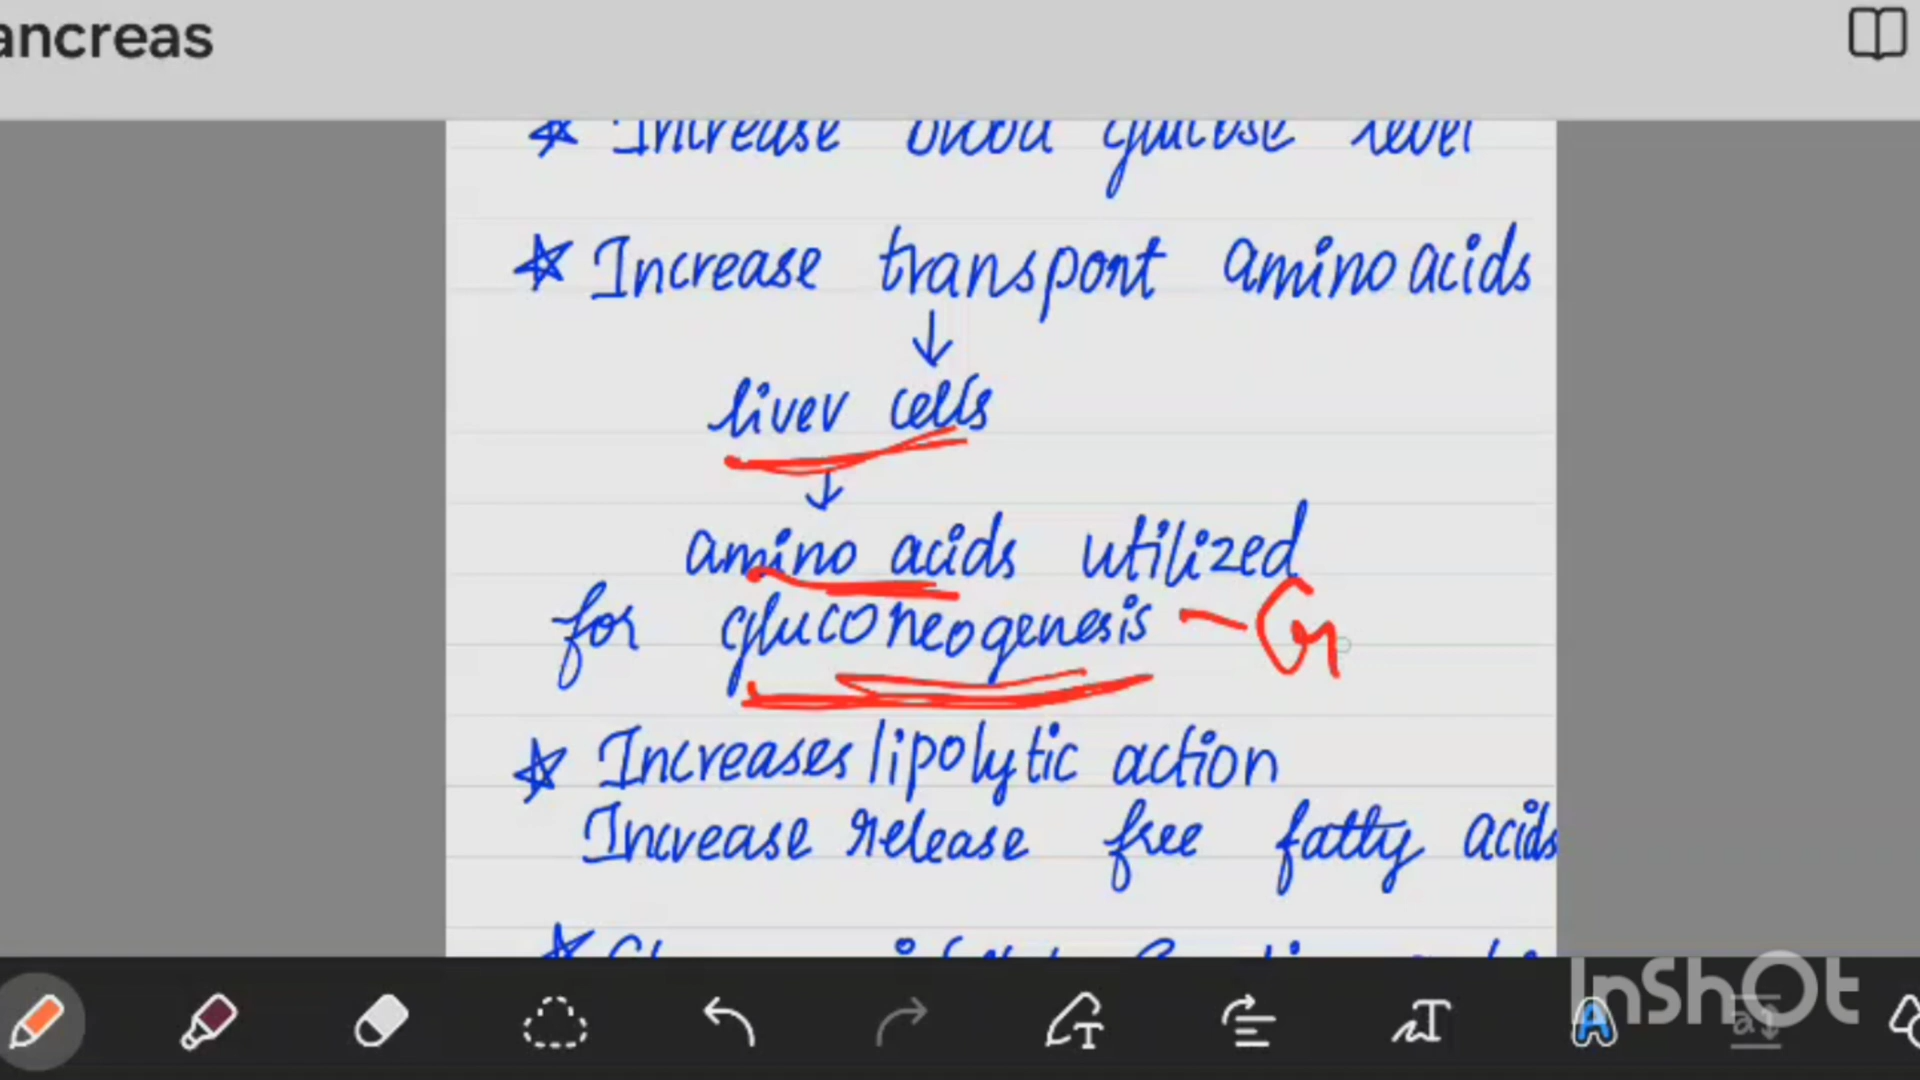 ancreas
☆ Increase blood glucose level
☆ Increase transport amino acids
↓
liver cells
↓
amino acids utilized
for gluconeogenesis - Gr
☆ Increases lipolytic action
Increase release free fatty acids
InShOt